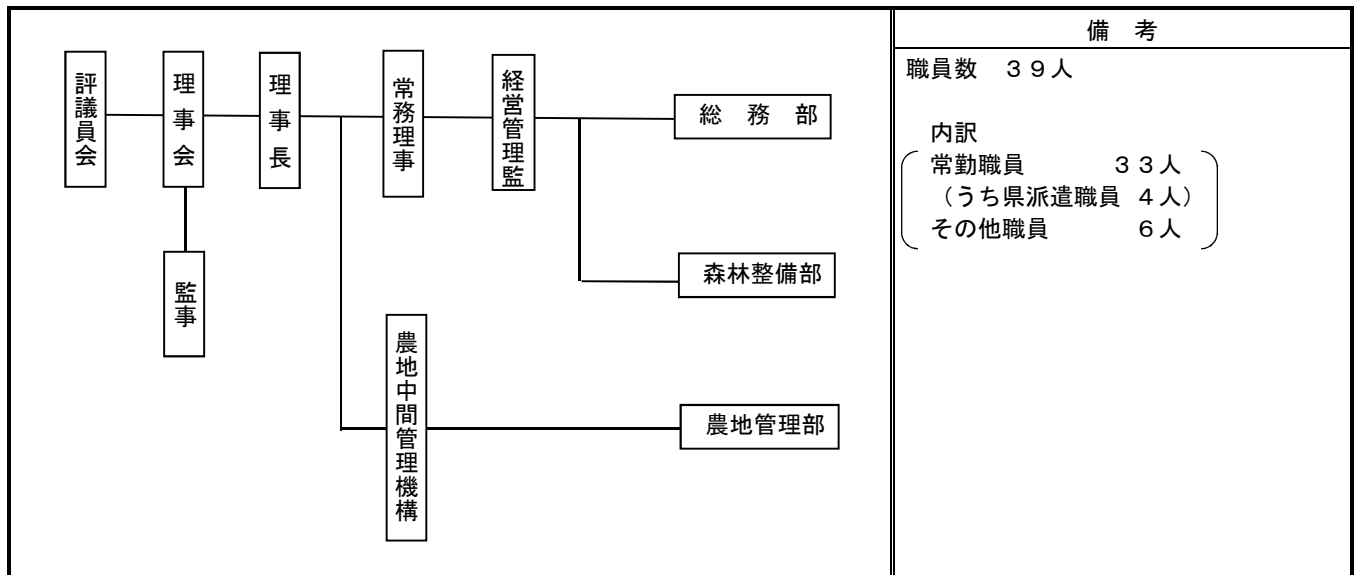 評議員会
理事会
理事長
常務理事
経営管理監
総　務　部
森林整備部
監事
農地中間管理機構
農地管理部
備　考
職員数　３９人
内訳
常勤職員　　　　３３人
（うち県派遣職員　４人）
その他職員　　　　６人